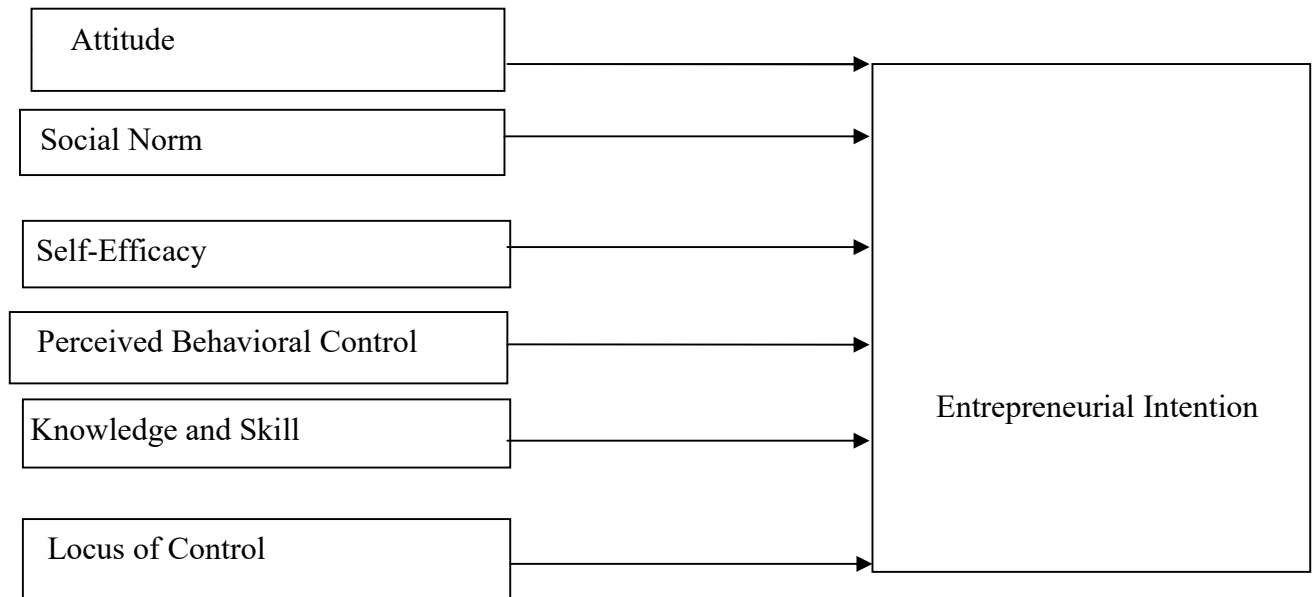 Attitude
Social Norm
Self-Efficacy
Perceived Behavioral Control
Knowledge and Skill
Locus of Control
Entrepreneurial Intention